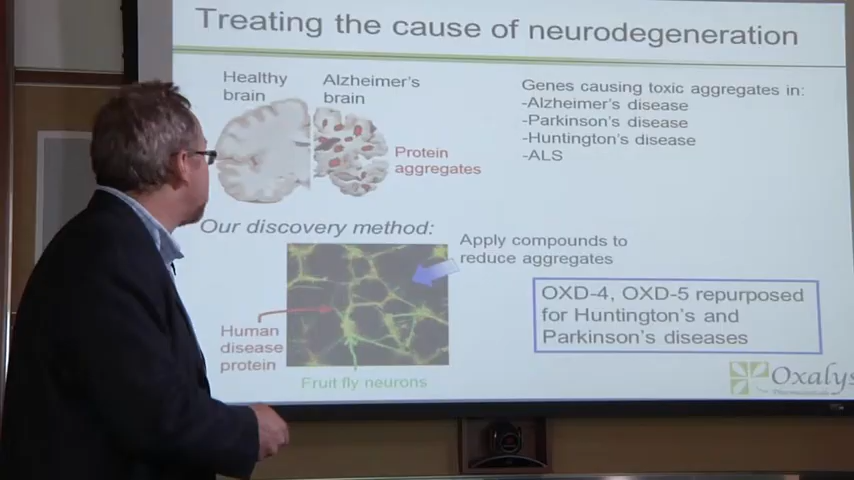 Treating the cause of neurodegeneration
Healthy
brain
Alzheimer's
brain
Protein
aggregates
Genes causing toxic aggregates in:
-Alzheimer's disease
-Parkinson's disease
-Huntington's disease
-ALS
Our discovery method:
Apply compounds to
reduce aggregates
Human
disease
protein
Fruit fly neurons
OXD-4, OXD-5 repurposed
for Huntington's and
Parkinson's diseases
Oxalys